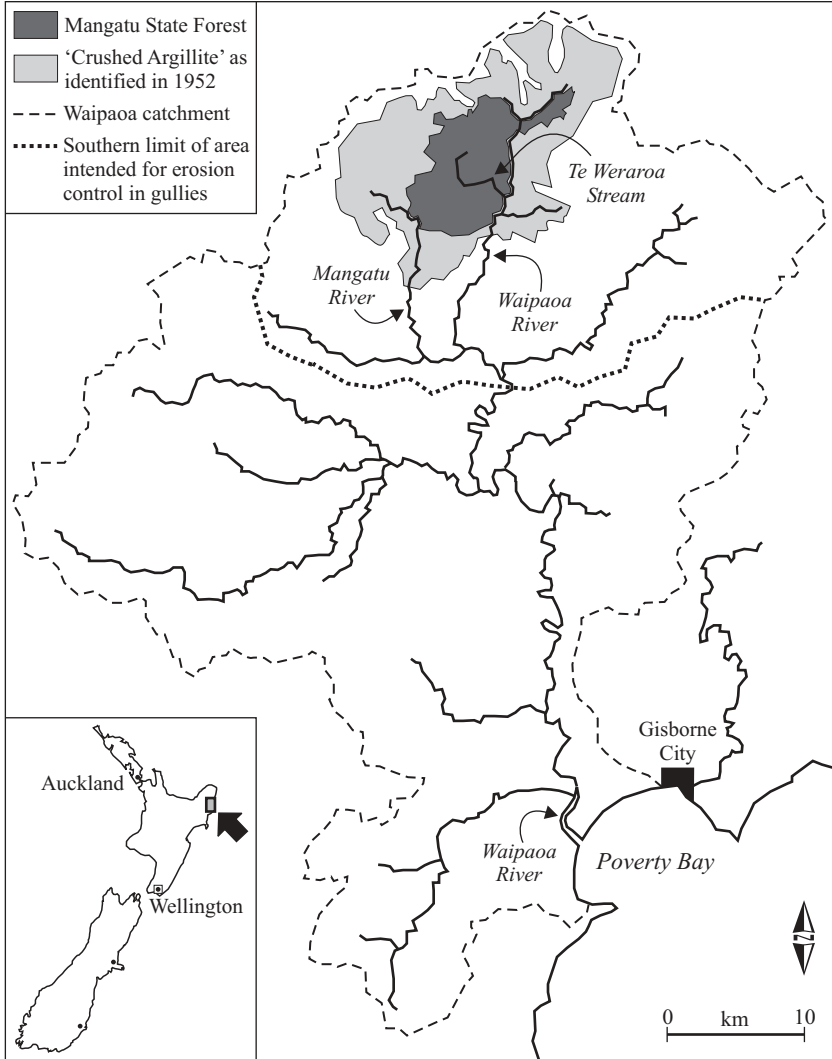 Mangatu State Forest
‘Crushed Argillite’ as
identified in 1952
Waipaoa catchment
Southern limit of area
intended for erosion
control in gullies
Te Weraroa
Stream
Mangatu
River
Waipaoa
River
Gisborne
City
Waipaoa
River
Poverty Bay
Auckland
Wellington
N
0 km 10